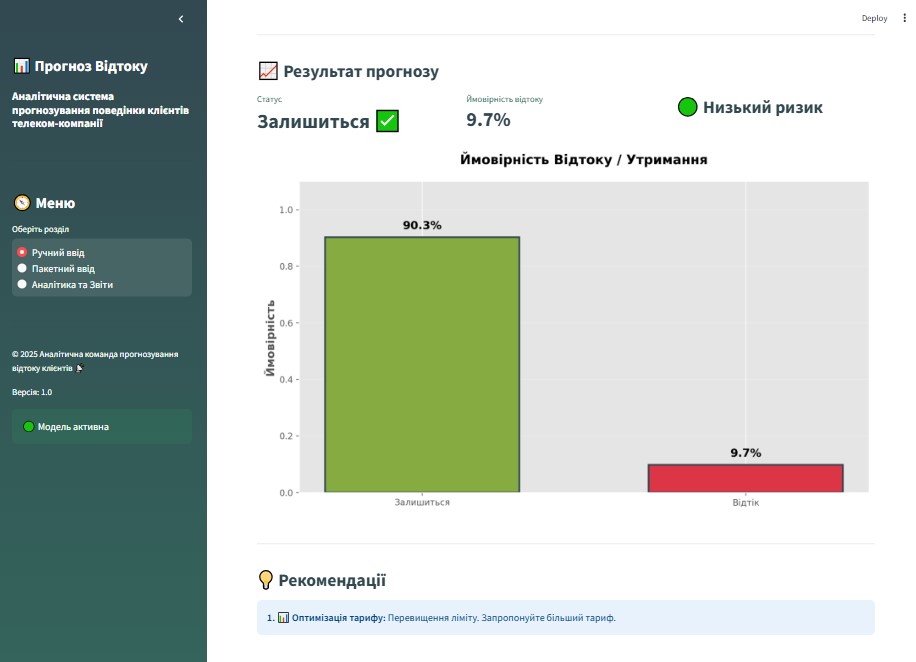 Deploy
📊 Прогноз Відтоку
Аналітична система
прогнозування поведінки клієнтів
телеком-компанії
🧭 Меню
Оберіть розділ
Ручний ввід
Пакетний ввід
Аналітика та Звіти
© 2025 Аналітична команда прогнозування
відтоку клієнтів
Версія: 1.0
🟢 Модель активна
📈 Результат прогнозу
Статус
Залишиться ✅
Ймовірність відтоку
9.7%
🟢 Низький ризик
Ймовірність Відтоку / Утримання
Ймовірність
1.0
0.8
0.6
0.4
0.2
0.0
90.3%
9.7%
Залишиться
Відтік
💡 Рекомендації
1. 📊 Оптимізація тарифу: Перевищення ліміту. Запропонуйте більший тариф.